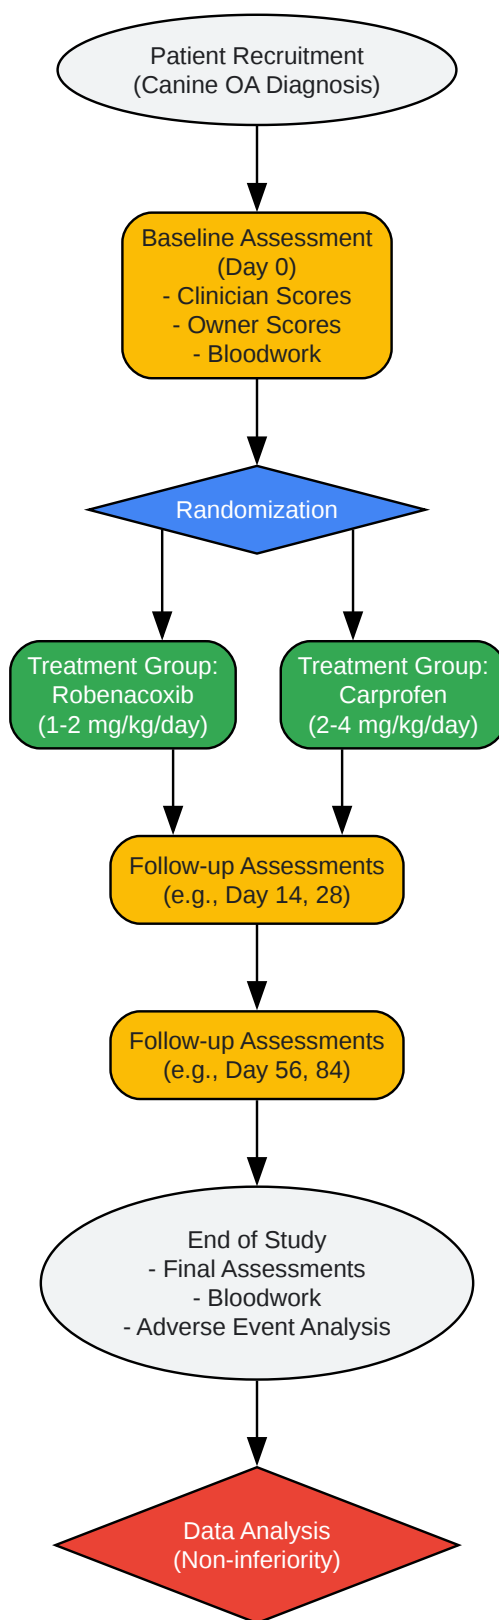 Patient Recruitment
(Canine OA Diagnosis)
Baseline Assessment
(Day 0)
- Clinician Scores
- Owner Scores
- Bloodwork
Randomization
Treatment Group:
Robenacoxib
(1-2 mg/kg/day)
Treatment Group:
Carprofen
(2-4 mg/kg/day)
Follow-up Assessments
(e.g., Day 14, 28)
Follow-up Assessments
(e.g., Day 56, 84)
End of Study
- Final Assessments
- Bloodwork
- Adverse Event Analysis
Data Analysis
(Non-inferiority)